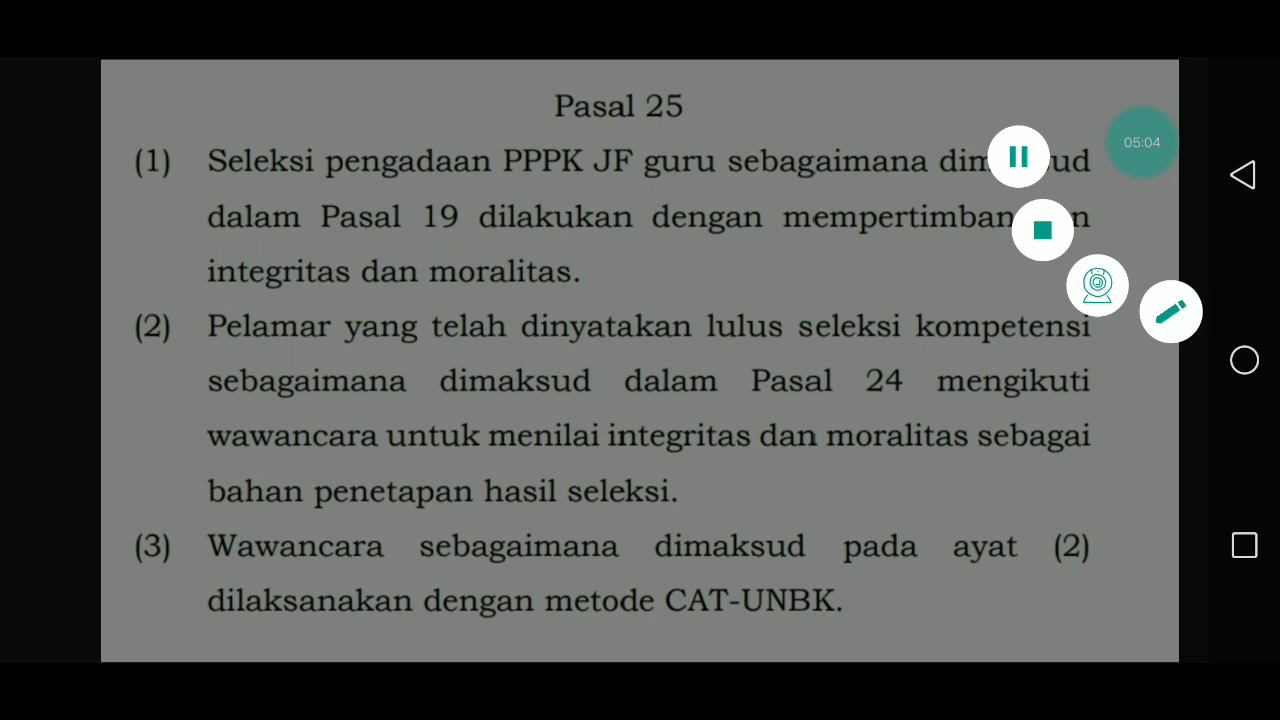 Pasal 25
(1) Seleksi pengadaan PPPK JF guru sebagaimana
dalam Pasal 19 dilakukan dengan
integritas dan moralitas.
(2) Pelamar yang telah dinyatakan lulus seleksi kompetensi
sebagaimana dimaksud dalam Pasal 24 mengikuti
wawancara untuk menilai integritas dan moralitas sebagai
bahan penetapan hasil seleksi.
(3) Wawancara sebagaimana dimaksud pada ayat (2)
dilaksanakan dengan metode CAT-UNBK.
05:04